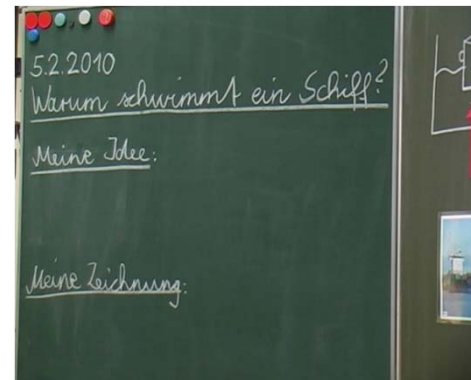 5.2.2010
Warum schwimmt ein Schiff?
Meine Idee:
Meine Zeichnung: